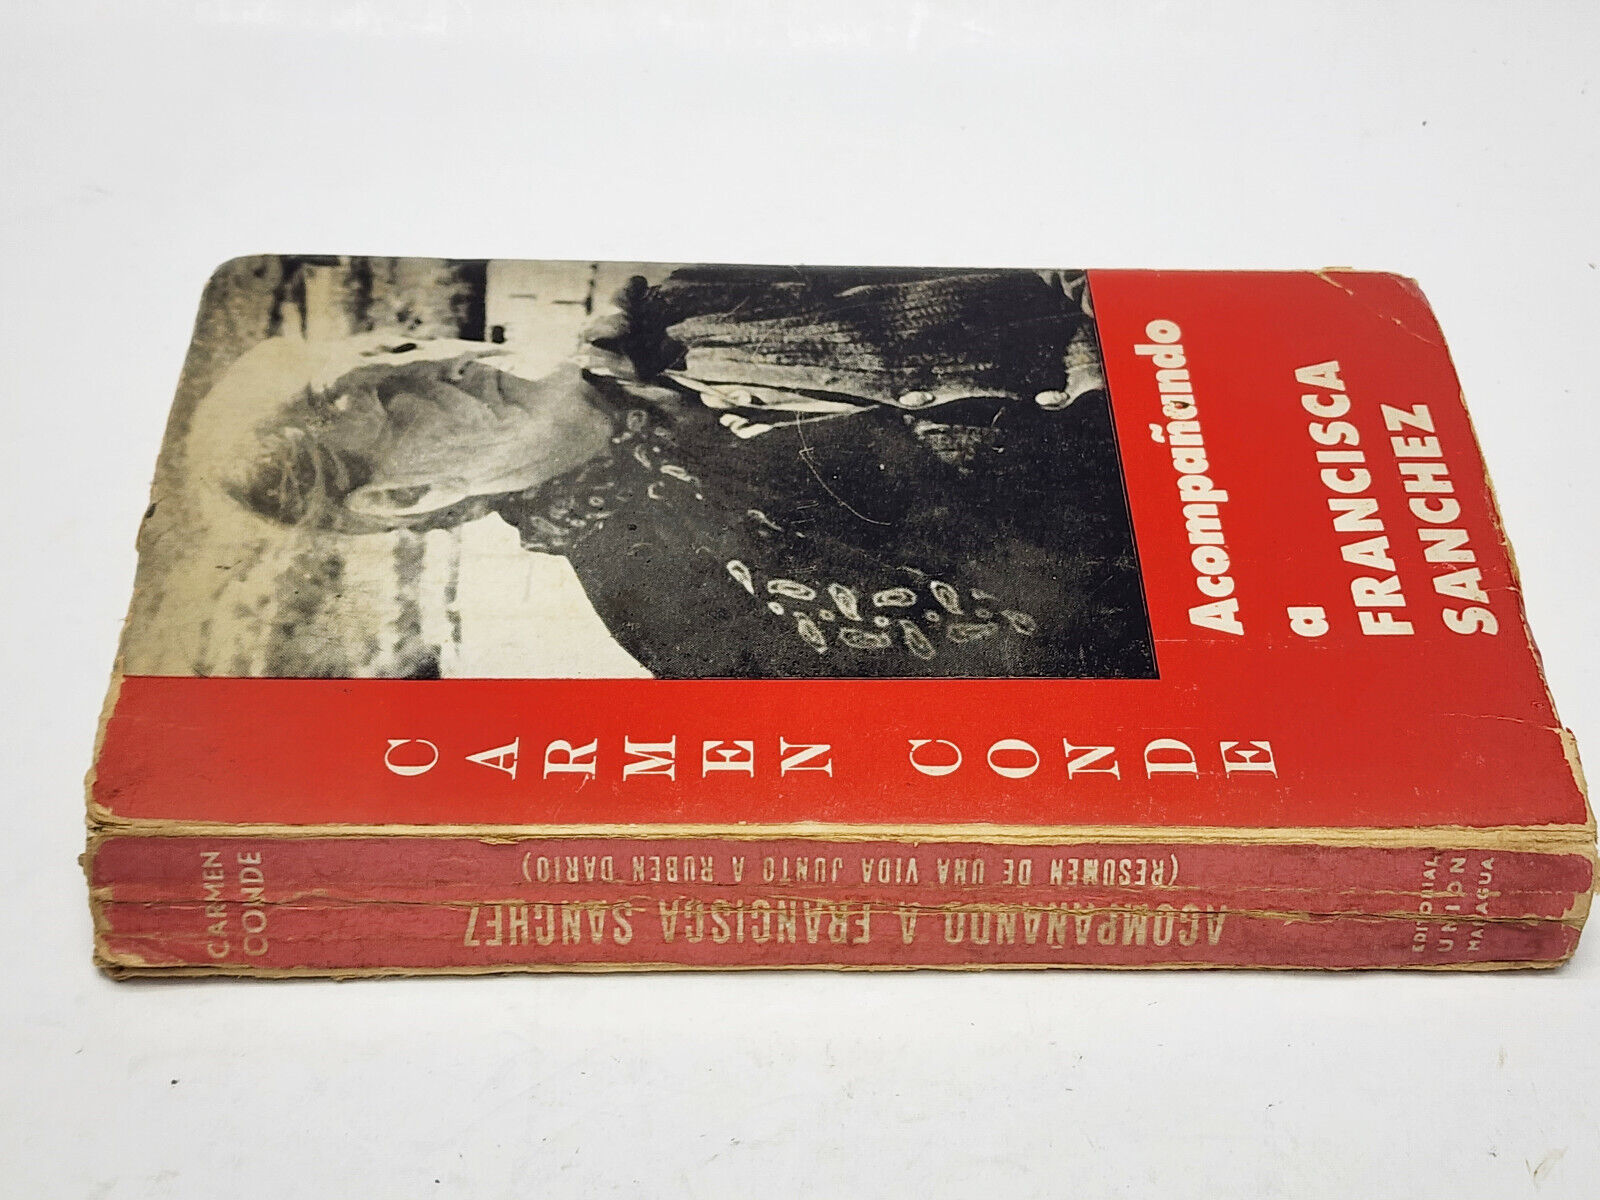 CARMEN CONDE
Acompañando
a
FRANCISCA
SANCHEZ
CARMEN
CONDE
ACOMPAÑANDO A FRANCISCA SANCHEZ
(RESUMEN DE UNA VIDA JUNTO A RUBEN DARIO)
EDITORIAL
UNION
MANAGUA